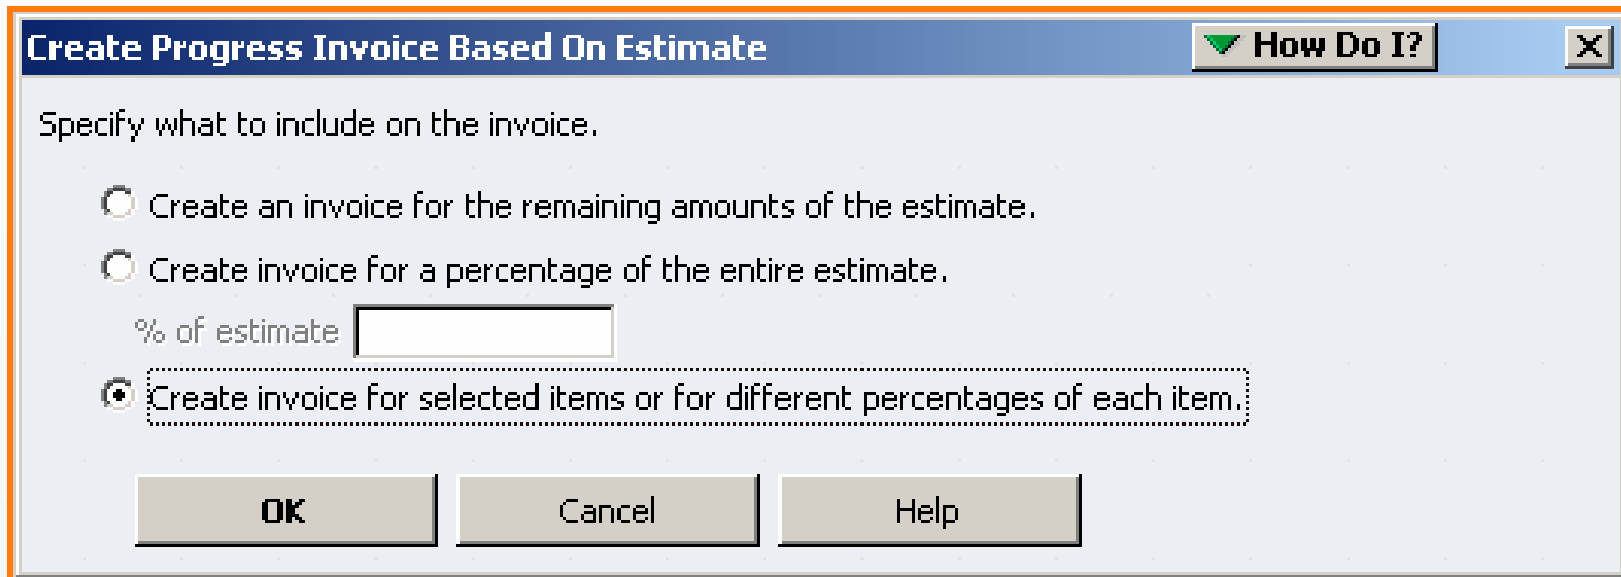 Create Progress Invoice Based On Estimate How Do I?
Specify what to include on the invoice.
Create an invoice for the remaining amounts of the estimate.
Create invoice for a percentage of the entire estimate.
% of estimate
Create invoice for selected items or for different percentages of each item.
OK Cancel Help